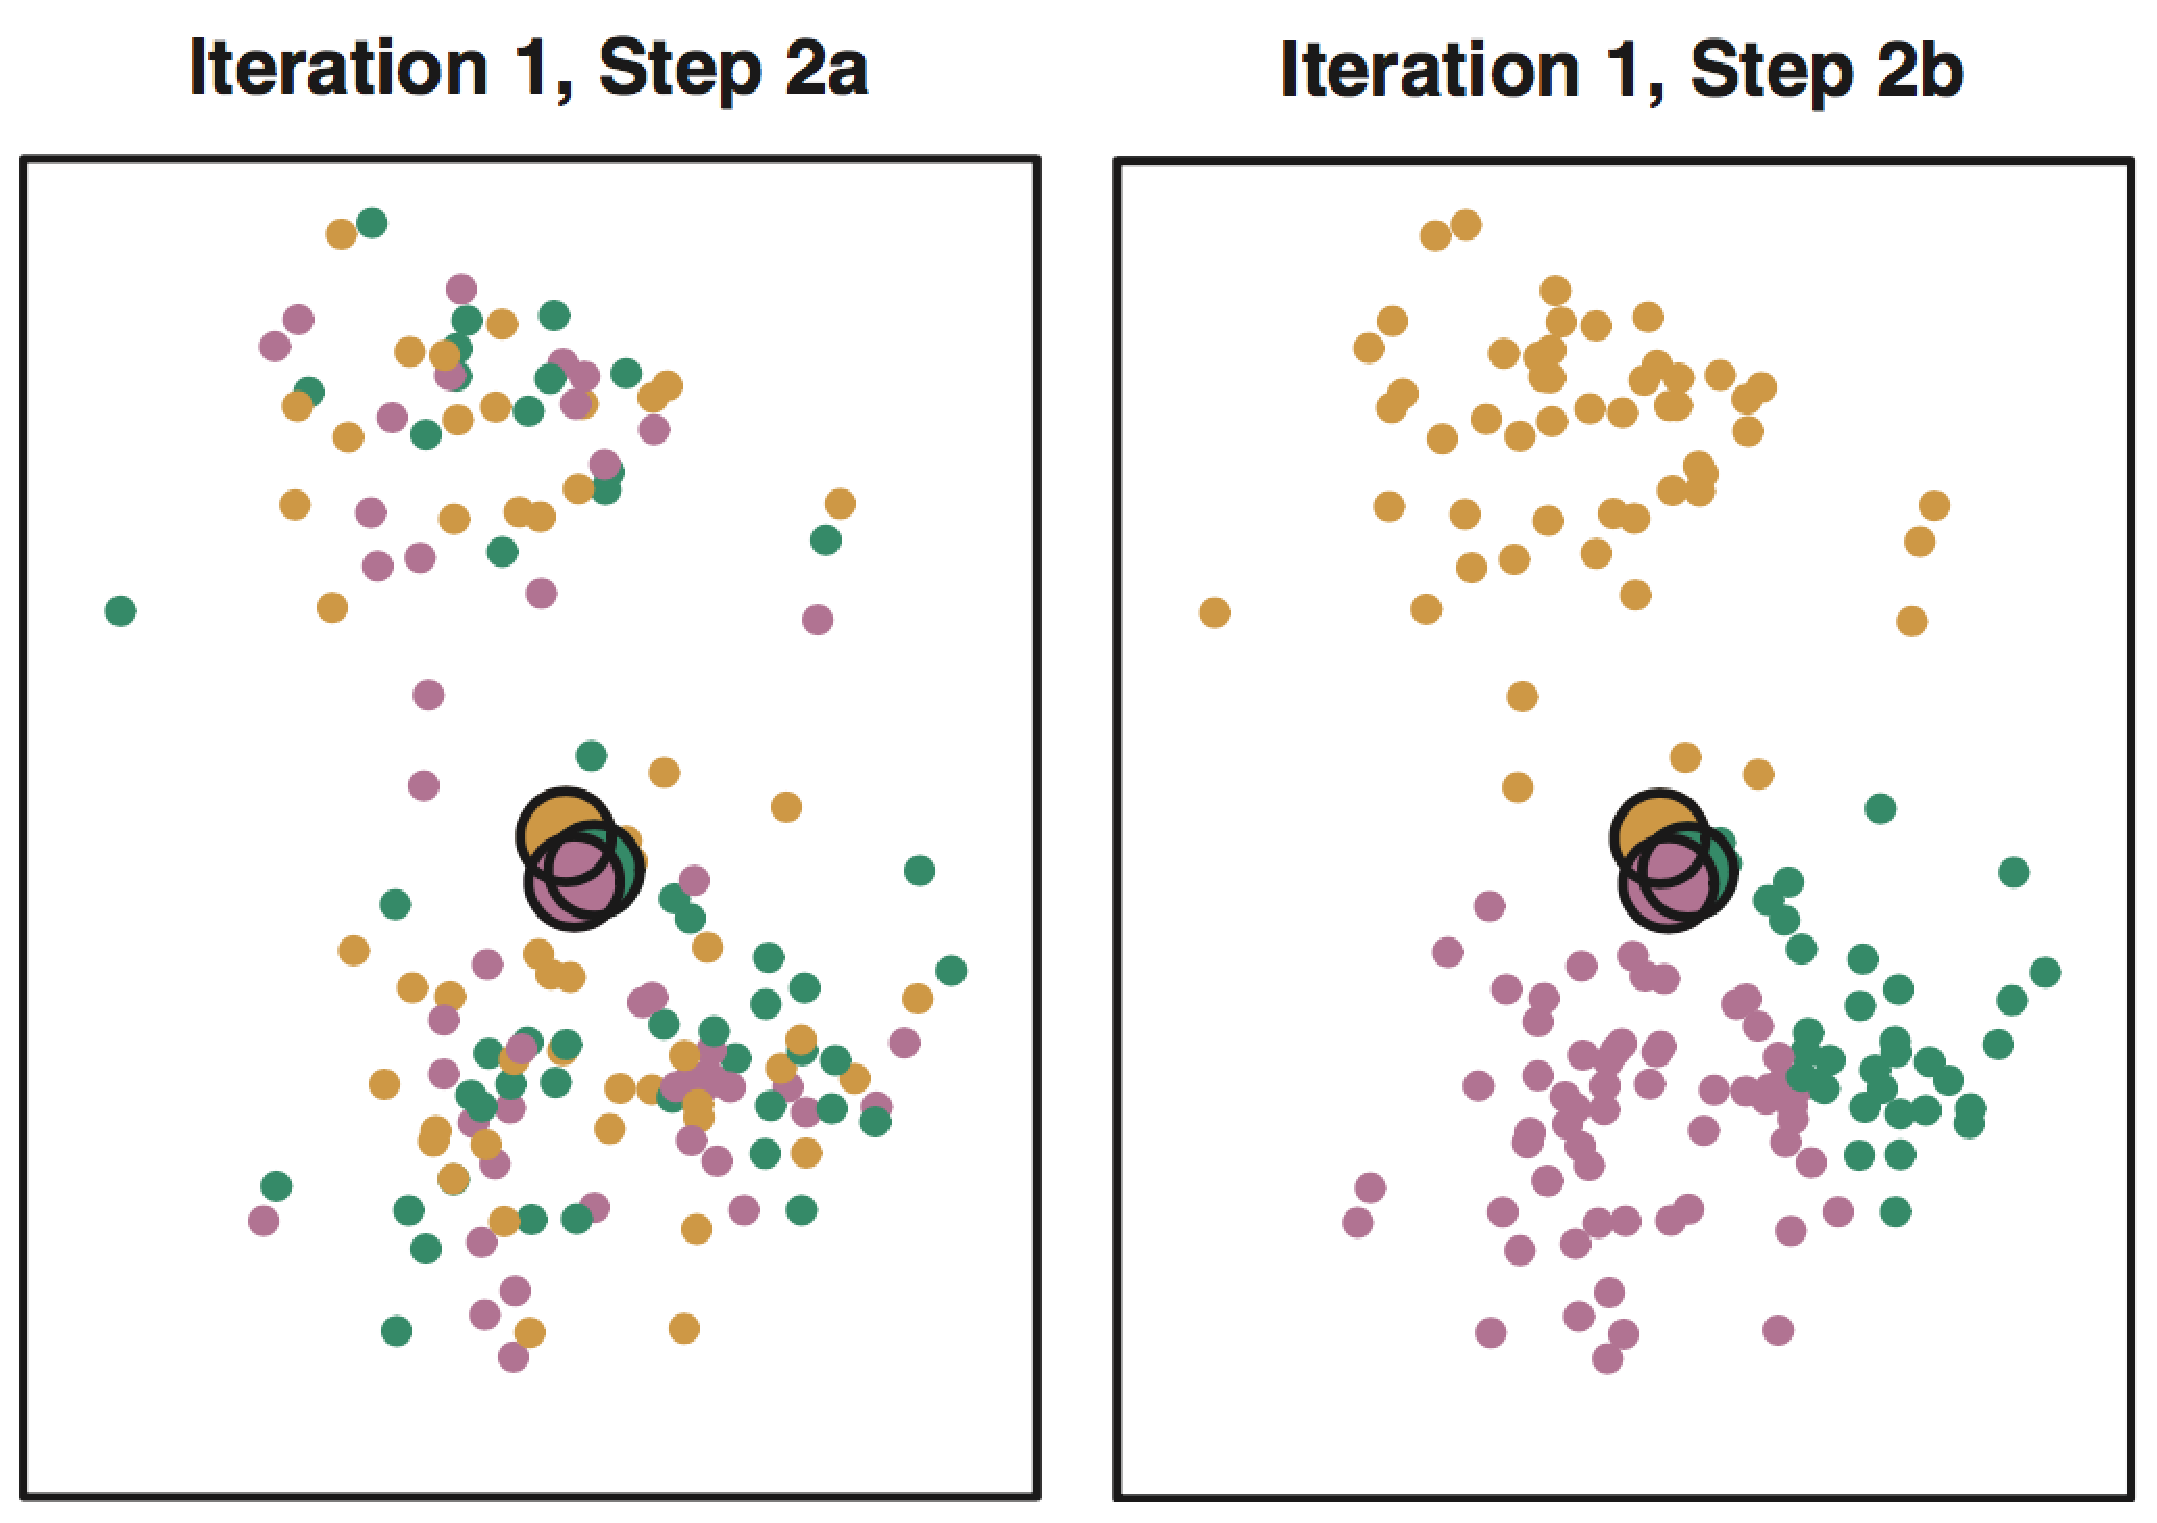 Iteration 1, Step 2a
Iteration 1, Step 2b